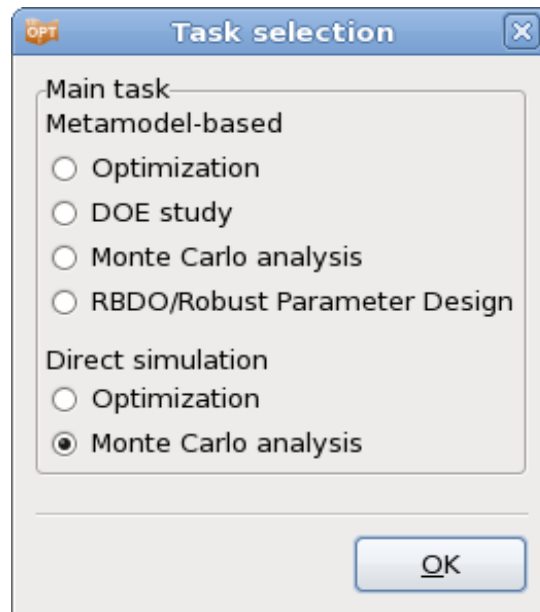 OPT
Task selection
Main task
Metamodel-based
Optimization
DOE study
Monte Carlo analysis
RBDO/Robust Parameter Design
Direct simulation
Optimization
Monte Carlo analysis
OK